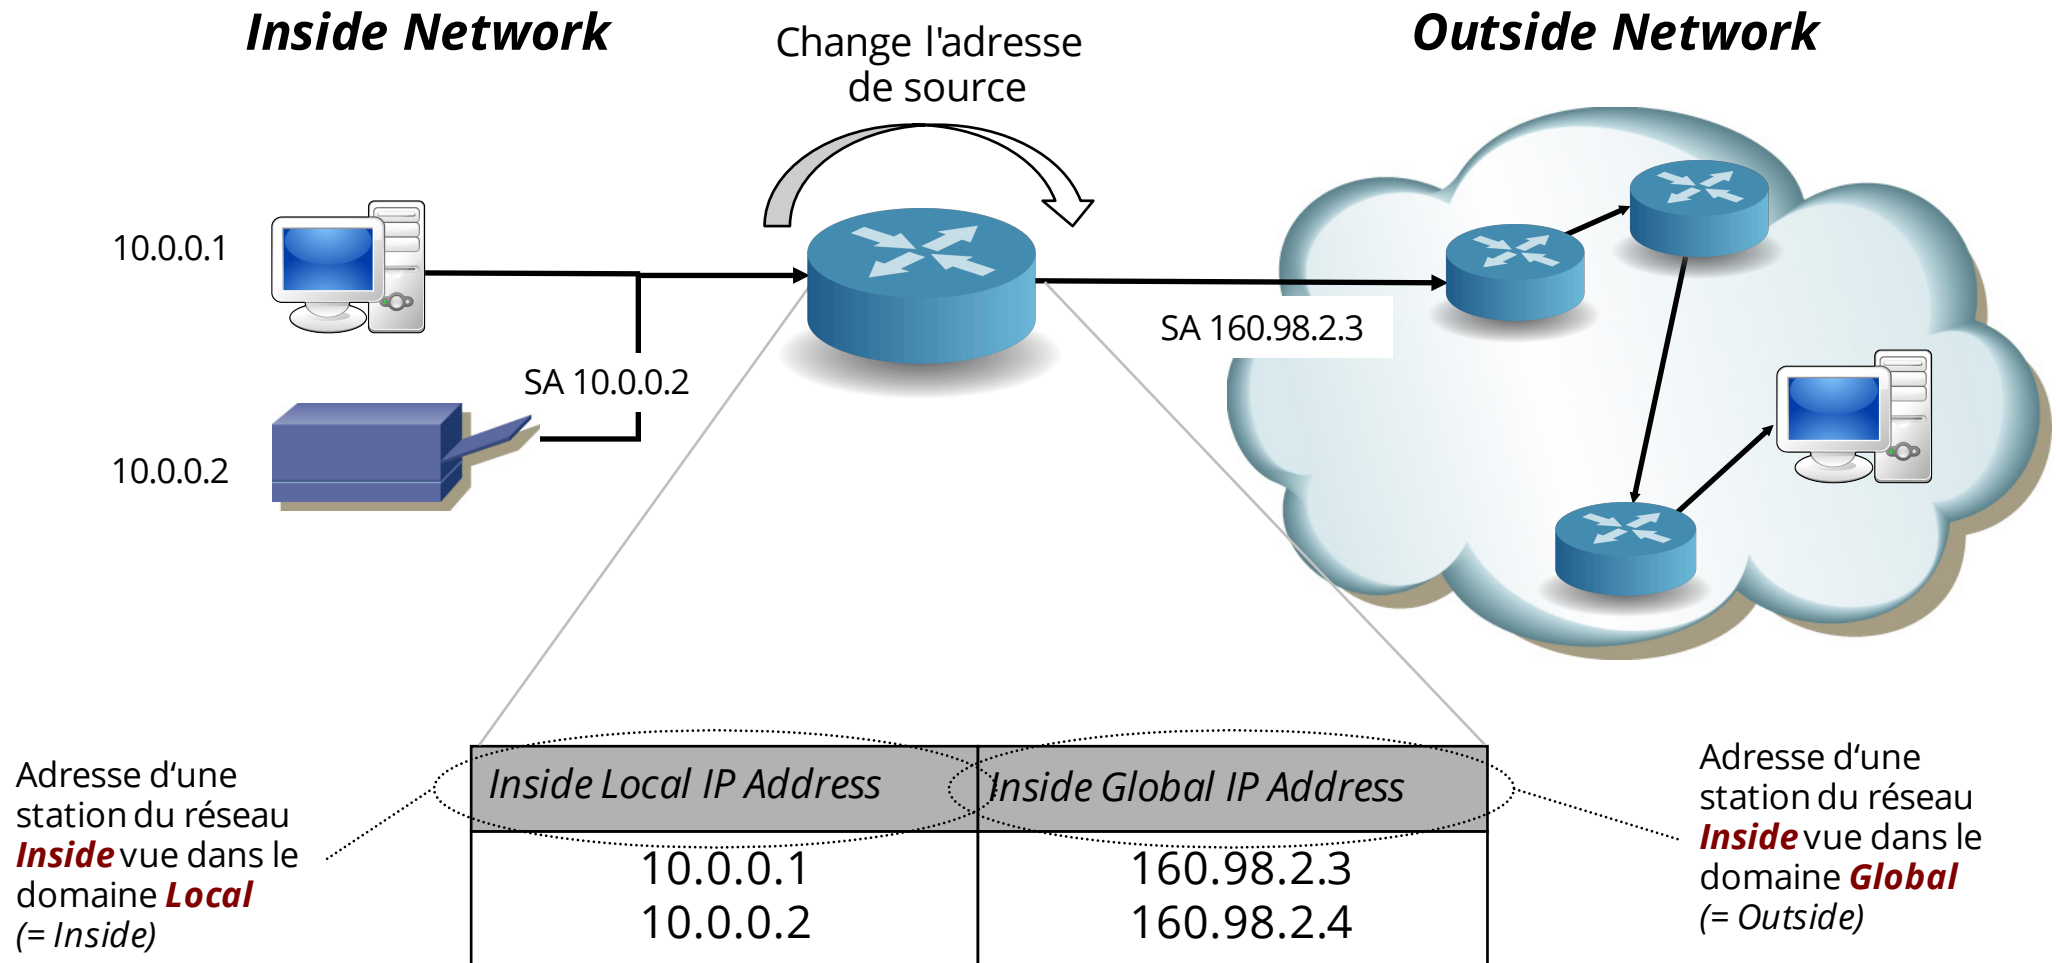 Inside Network
Change l'adresse
de source
Outside Network
10.0.0.1
SA 160.98.2.3
SA 10.0.0.2
10.0.0.2
Adresse d‘une
station du réseau
Inside vue dans le
domaine Local
(= Inside)
Inside Local IP Address
Inside Global IP Address
10.0.0.1
160.98.2.3
10.0.0.2
160.98.2.4
Adresse d‘une
station du réseau
Inside vue dans le
domaine Global
(= Outside)